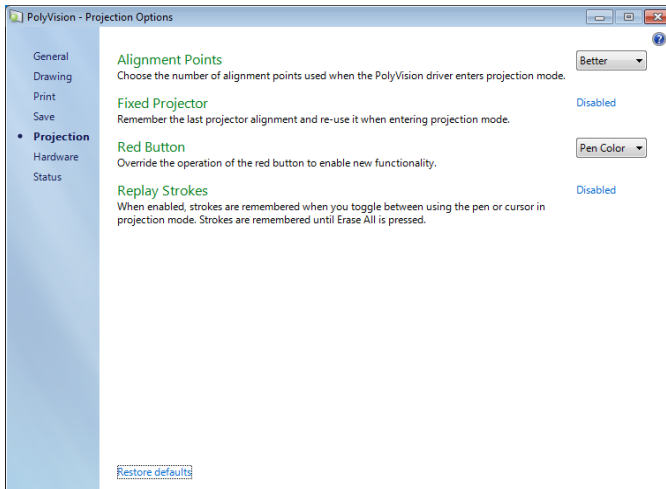 PolyVision - Projection Options
General
Drawing
Print
Save
Projection
Hardware
Status
Alignment Points
Better
Choose the number of alignment points used when the PolyVision driver enters projection mode.
Fixed Projector
Disabled
Remember the last projector alignment and re-use it when entering projection mode.
Red Button
Pen Color
Override the operation of the red button to enable new functionality.
Replay Strokes
Disabled
When enabled, strokes are remembered when you toggle between using the pen or cursor in
projection mode. Strokes are remembered until Erase All is pressed.
Restore defaults